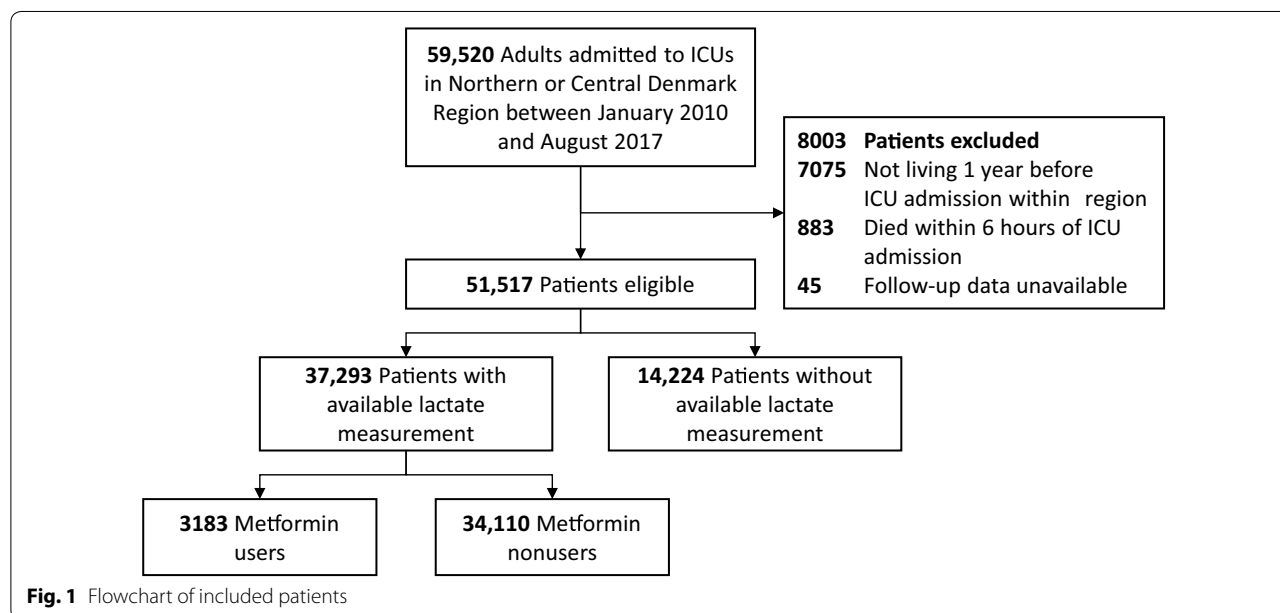 59,520 Adults admitted to ICUs
in Northern or Central Denmark
Region between January 2010
and August 2017
8003 Patients excluded
7075 Not living 1 year before
ICU admission within region
883 Died within 6 hours of ICU
admission
45 Follow-up data unavailable
51,517 Patients eligible
37,293 Patients with
available lactate
measurement
14,224 Patients without
available lactate
measurement
3183 Metformin
users
34,110 Metformin
nonusers
Fig. 1 Flowchart of included patients